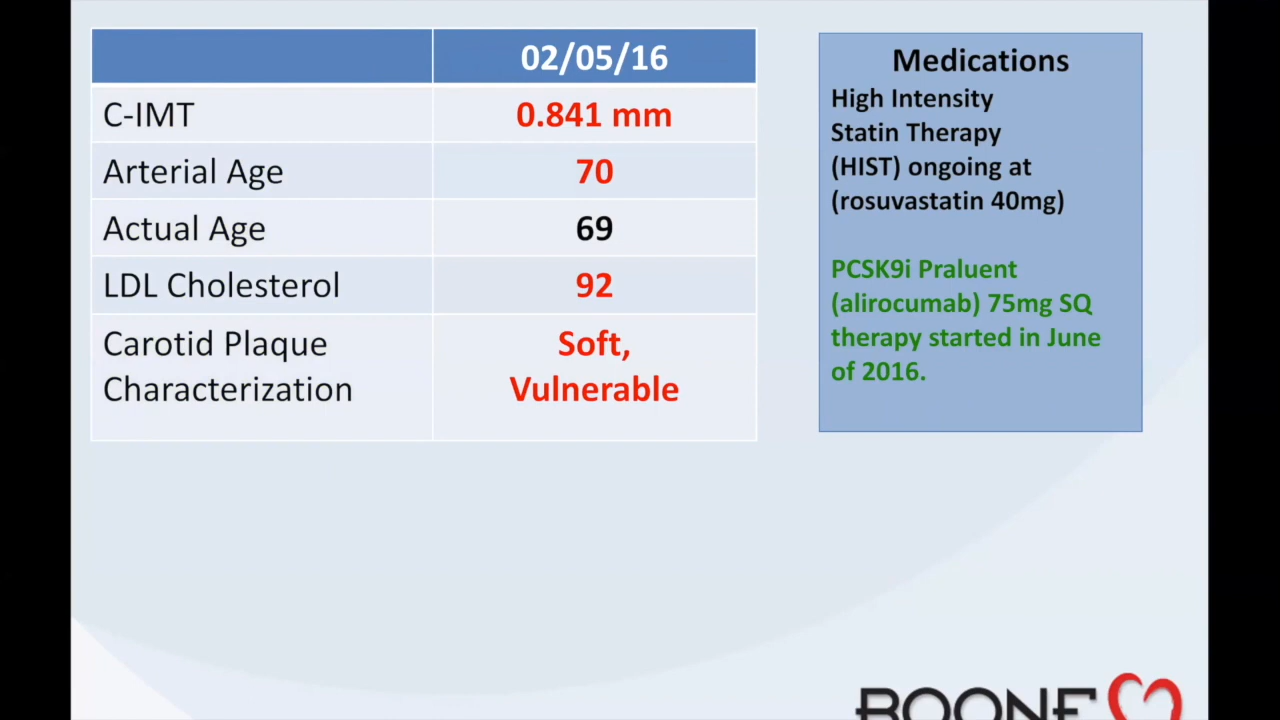 02/05/16
C-IMT 0.841 mm
Arterial Age 70
Actual Age 69
LDL Cholesterol 92
Carotid Plaque
Characterization
Soft,
Vulnerable
Medications
High Intensity
Statin Therapy
(HIST) ongoing at
(rosuvastatin 40mg)
PCSK9i Praluent
(alirocumab) 75mg SQ
therapy started in June
of 2016.
BOONE